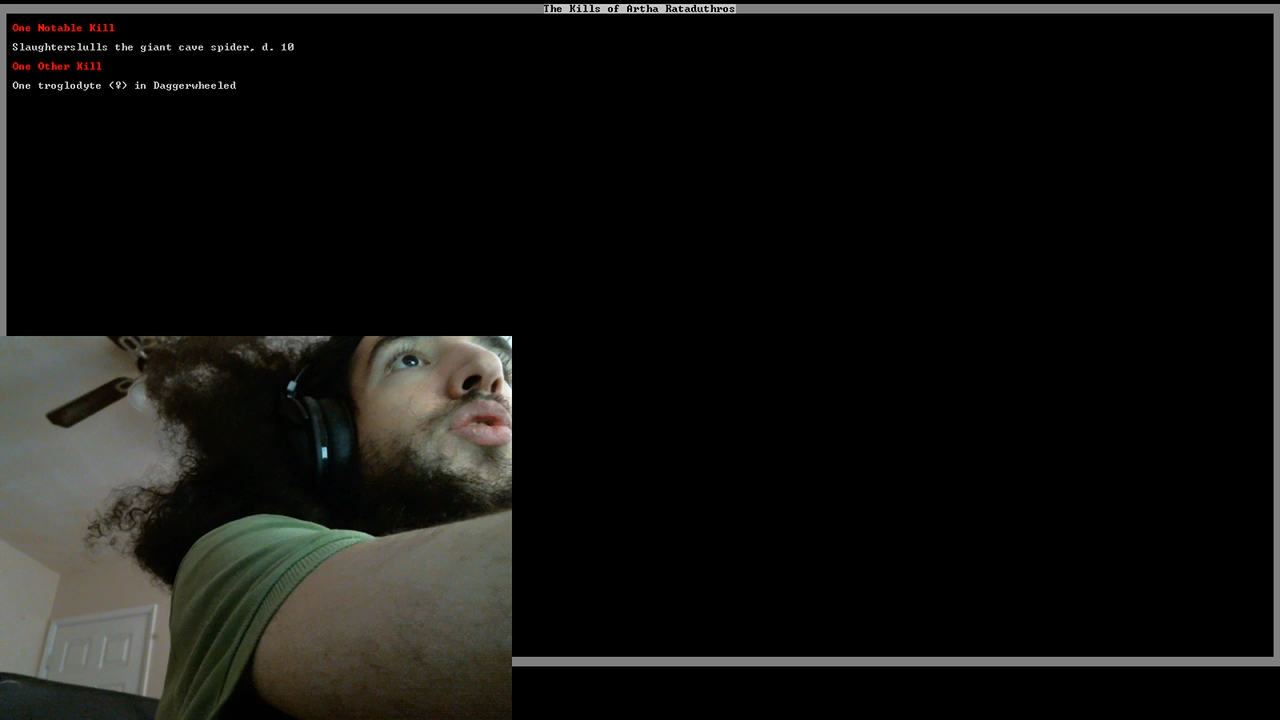 The Kills of Artha Rataduthros
One Notable Kill
Slaughterslulls the giant cave spider, d. 10
One Other Kill
One troglodyte (♀) in Daggerwheeled